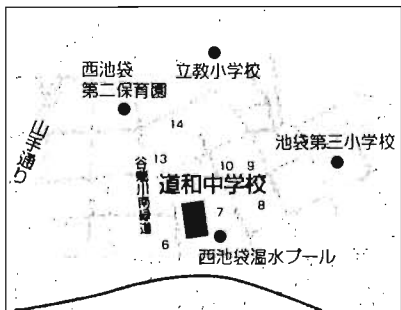 立教小学校
西池袋
第二保育園
山手通り
14
池袋第三小学校
13
10
9
谷端川南緑道
道和中学校
7
8
6
西池袋温水プール